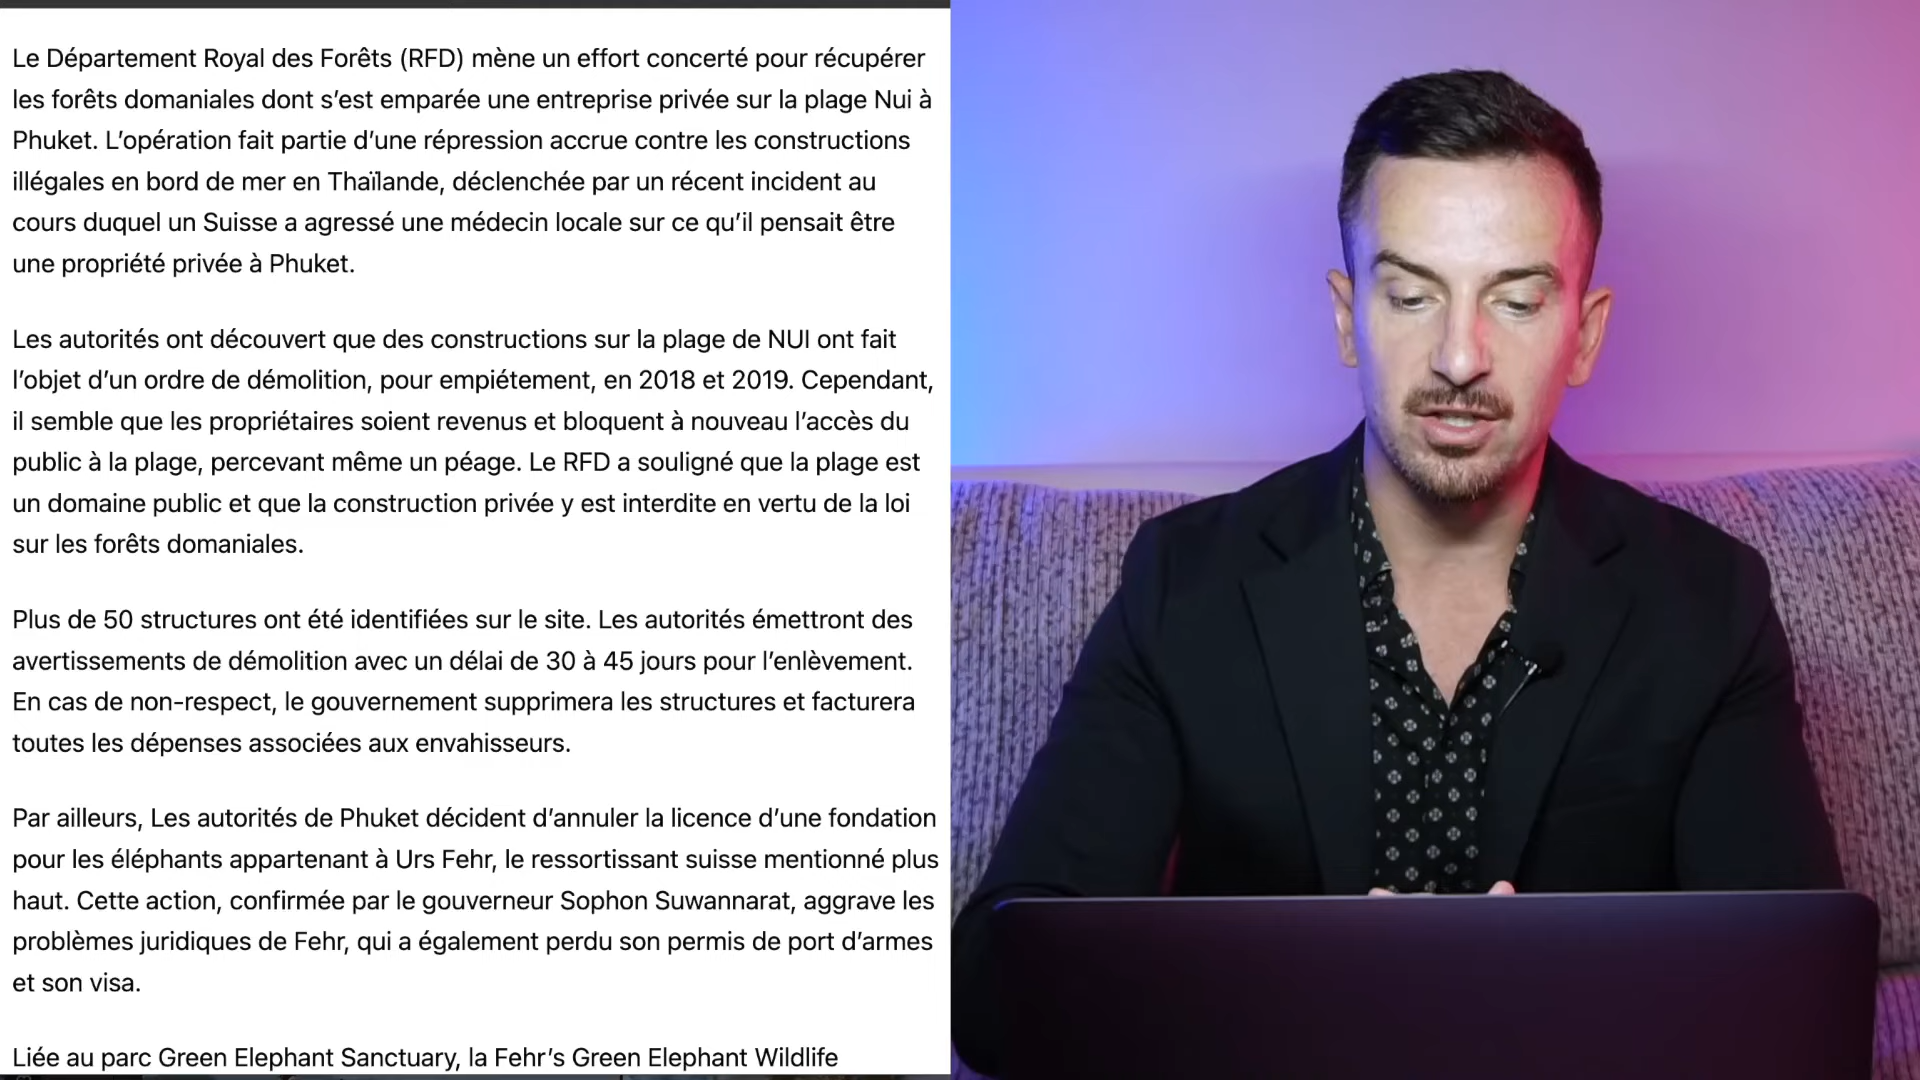 Le Département Royal des Forêts (RFD) mène un effort concerté pour récupérer
les forêts domaniales dont s’est emparée une entreprise privée sur la plage Nui à
Phuket. L’opération fait partie d’une répression accrue contre les constructions
illégales en bord de mer en Thaïlande, déclenchée par un récent incident au
cours duquel un Suisse a agressé une médecin locale sur ce qu’il pensait être
une propriété privée à Phuket.
Les autorités ont découvert que des constructions sur la plage de NUI ont fait
l’objet d’un ordre de démolition, pour empiétement, en 2018 et 2019. Cependant,
il semble que les propriétaires soient revenus et bloquent à nouveau l’accès du
public à la plage, percevant même un péage. Le RFD a souligné que la plage est
un domaine public et que la construction privée y est interdite en vertu de la loi
sur les forêts domaniales.
Plus de 50 structures ont été identifiées sur le site. Les autorités émettront des
avertissements de démolition avec un délai de 30 à 45 jours pour l’enlèvement.
En cas de non-respect, le gouvernement supprimera les structures et facturera
toutes les dépenses associées aux envahisseurs.
Par ailleurs, Les autorités de Phuket décident d’annuler la licence d’une fondation
pour les éléphants appartenant à Urs Fehr, le ressortissant suisse mentionné plus
haut. Cette action, confirmée par le gouverneur Sophon Suwannarat, aggrave les
problèmes juridiques de Fehr, qui a également perdu son permis de port d’armes
et son visa.
Liée au parc Green Elephant Sanctuary, la Fehr’s Green Elephant Wildlife